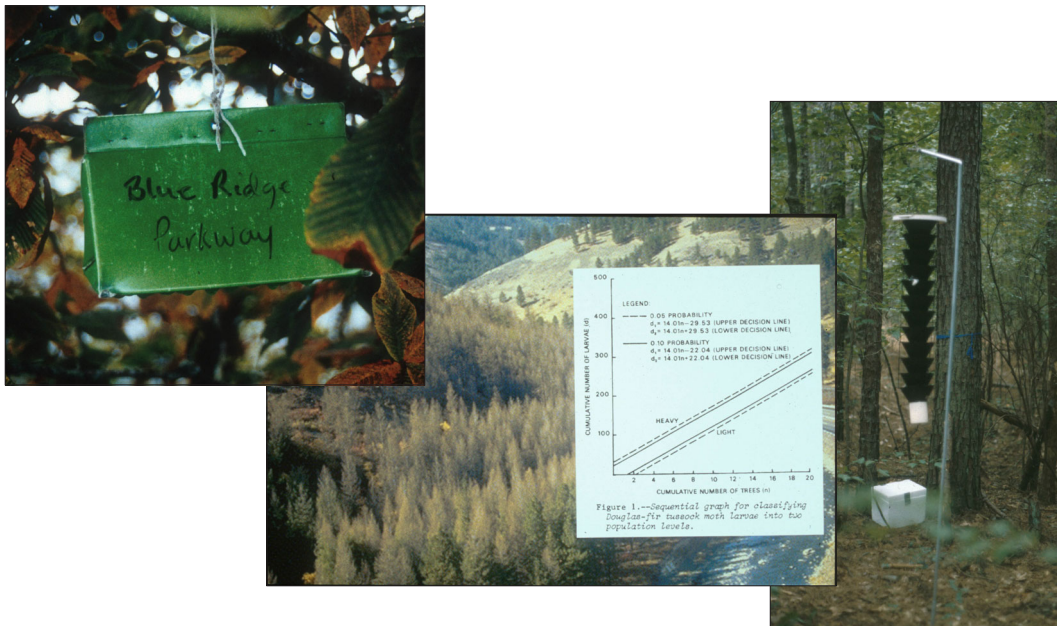 Blue Ridge
Parkway
500
400
300
200
100
CUMULATIVE NUMBER OF LARVAE (d)
LEGEND:
0.05 PROBABILITY
d₁= 14.01n−29.53 (UPPER DECISION LINE)
d₀= 14.01n+29.53 (LOWER DECISION LINE)
0.10 PROBABILITY
d₁= 14.01n−22.04 (UPPER DECISION LINE)
d₀= 14.01n+22.04 (LOWER DECISION LINE)
HEAVY
LIGHT
2 4 6 8 10 12 14 16 18 20
CUMULATIVE NUMBER OF TREES (n)
Figure 1.--Sequential graph for classifying
Douglas-fir tussock moth larvae into two
population levels.